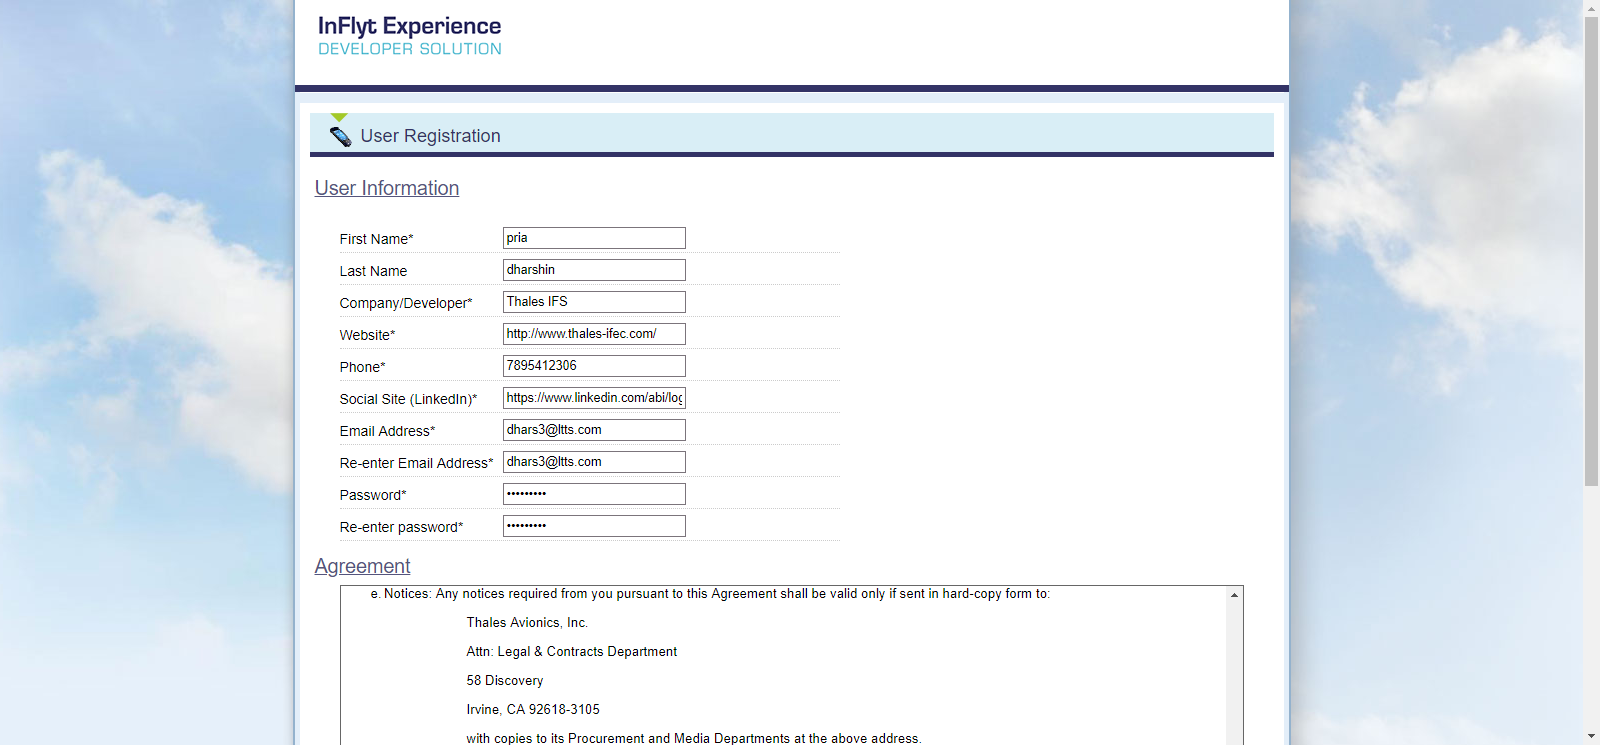 InFlyt Experience
DEVELOPER SOLUTION
User Registration
User Information
First Name* pria
Last Name dharshin
Company/Developer* Thales IFS
Website* http://www.thales-ifec.com/
Phone* 7895412306
Social Site (LinkedIn)* https://www.linkedin.com/abi/log
Email Address* dhars3@ltts.com
Re-enter Email Address* dhars3@ltts.com
Password* •••••••••
Re-enter password* •••••••••
Agreement
e. Notices: Any notices required from you pursuant to this Agreement shall be valid only if sent in hard-copy form to:
Thales Avionics, Inc.
Attn: Legal & Contracts Department
58 Discovery
Irvine, CA 92618-3105
with copies to its Procurement and Media Departments at the above address.